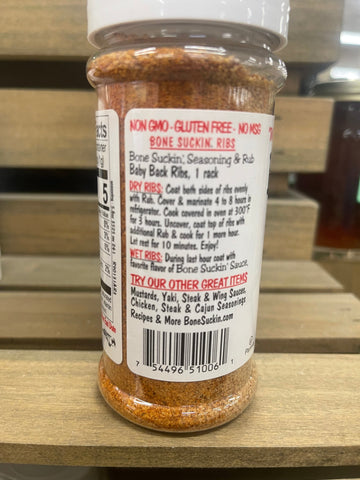 NON GMO - GLUTEN FREE - NO MSG
BONE SUCKIN' RIBS
Bone Suckin' Seasoning & Rub
Baby Back Ribs, 1 rack
DRY RIBS: Coat both sides of ribs evenly
with Rub. Cover & marinate 4 to 8 hours in
refrigerator. Cook covered in oven at 300°F
for 3 hours. Uncover, coat top of ribs with
additional Rub & cook for 1 more hour.
Let rest for 10 minutes. Enjoy!
WET RIBS: During last hour coat with
favorite flavor of Bone Suckin' Sauce.
TRY OUR OTHER GREAT ITEMS
Mustards, Yaki, Steak & Wing Sauces,
Chicken, Steak & Cajun Seasonings
Recipes & More BoneSuckin.com
7 54496 51006 1
5